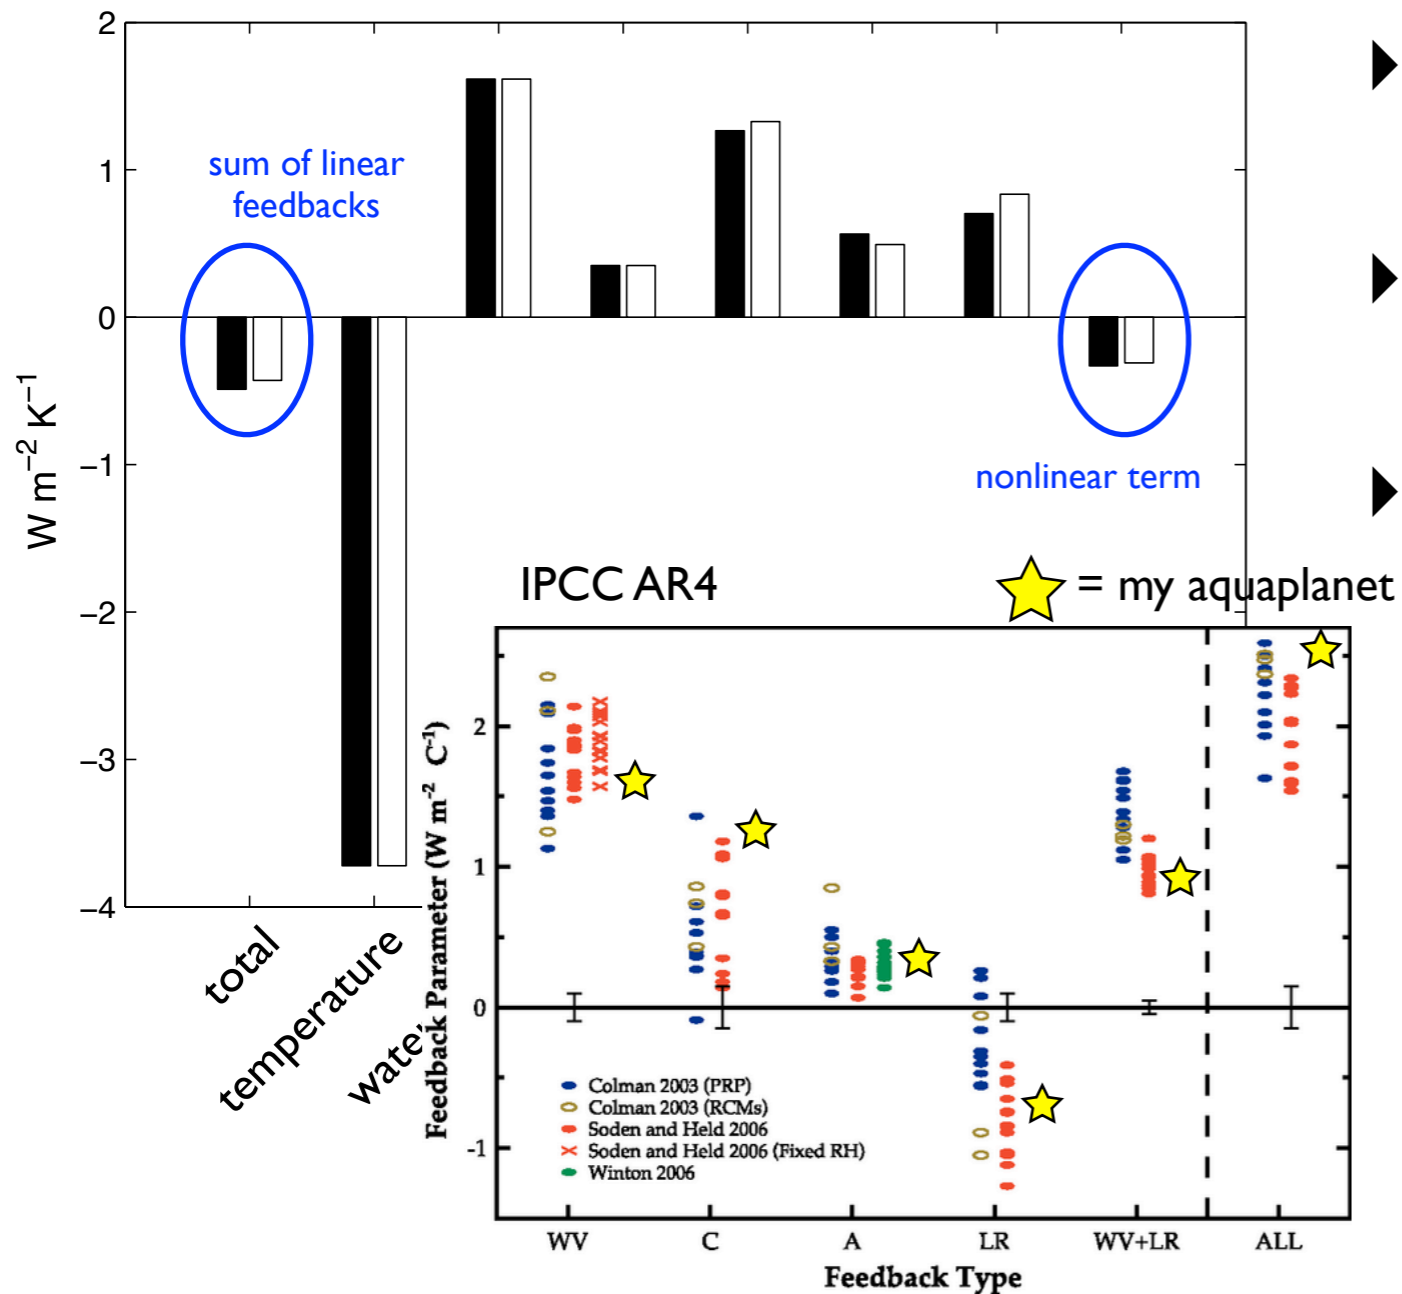 2
1
0
−1
−2
−3
−4
W m⁻² K⁻¹
sum of linear
feedbacks
nonlinear term
total
temperature
IPCC AR4
= my aquaplanet
2
1
0
-1
Feedback Parameter (W m⁻² C⁻¹)
Colman 2003 (PRP)
Colman 2003 (RCMs)
Soden and Held 2006
Soden and Held 2006 (Fixed RH)
Winton 2006
WV
C
A
LR
WV+LR
ALL
Feedback Type